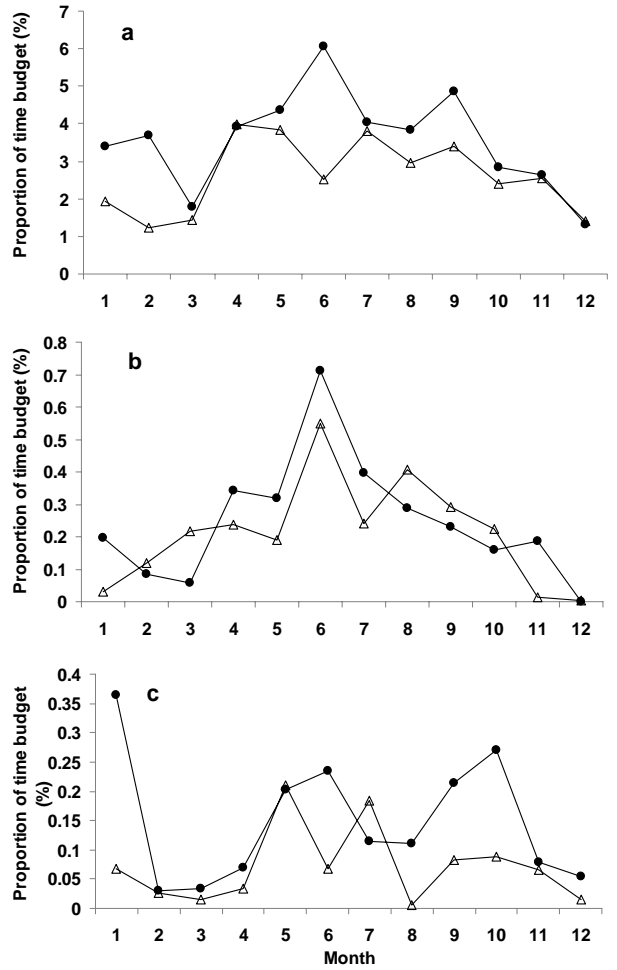 Proportion of time budget (%)
a
7
6
5
4
3
2
1
0
1 2 3 4 5 6 7 8 9 10 11 12
Proportion of time budget (%)
b
0.8
0.7
0.6
0.5
0.4
0.3
0.2
0.1
0
1 2 3 4 5 6 7 8 9 10 11 12
Proportion of time budget
(%)
c
0.4
0.35
0.3
0.25
0.2
0.15
0.1
0.05
0
1 2 3 4 5 6 7 8 9 10 11 12
Month